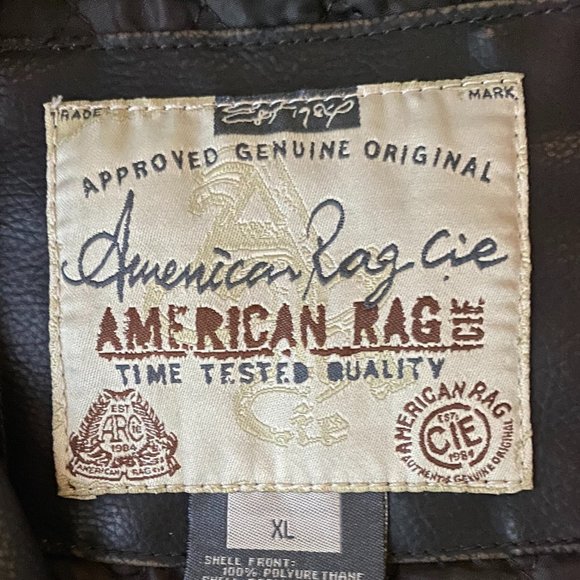 TRADE MARK
Est 1984
APPROVED GENUINE ORIGINAL
American Rag Cie
AMERICAN RAG CIE
TIME TESTED QUALITY
EST
ARC
1984
AMERICAN RAG CIE
AMERICAN RAG
EST.
CIE
1984
AUTHENTIC & GENUINE ORIGINAL
XL
SHELL FRONT:
100% POLYURETHANE